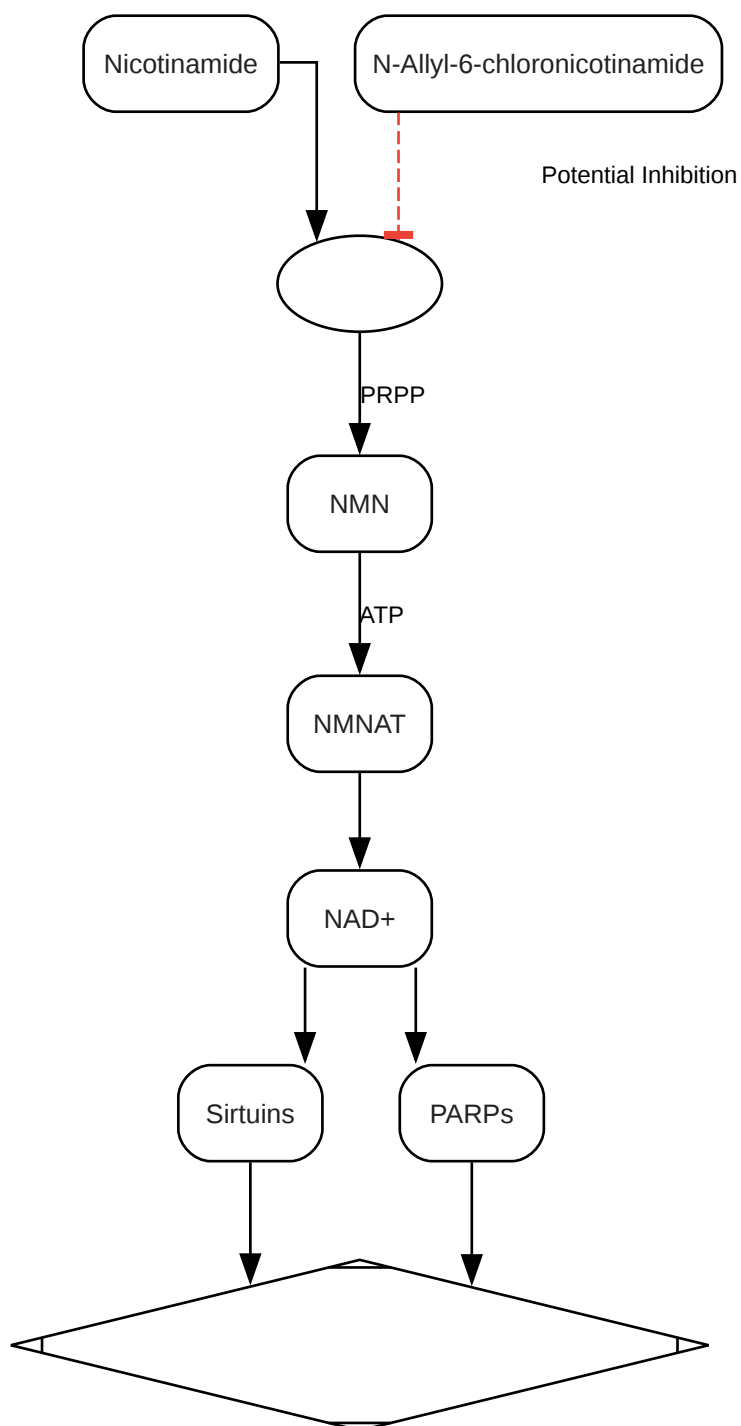 Nicotinamide
N-Allyl-6-chloronicotinamide
Potential Inhibition
PRPP
NMN
ATP
NMNAT
NAD+
Sirtuins
PARPs